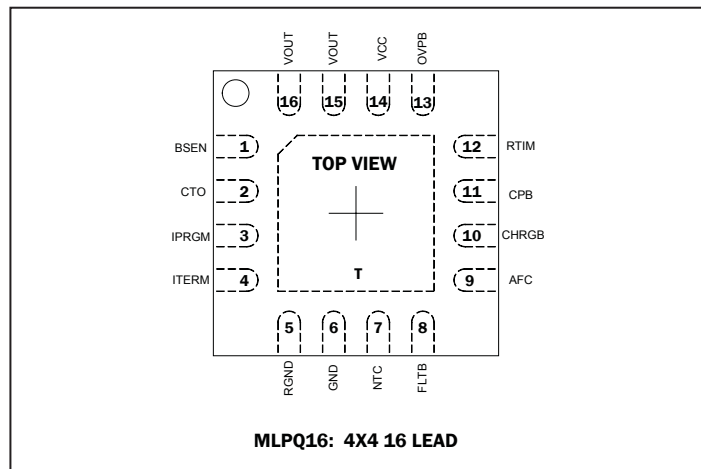 VOUT VOUT VCC OVPB
16 15 14 13
BSEN 1 12 RTIM
TOP VIEW
CTO 2 11 CPB
IPRGM 3 10 CHRGB
ITERM 4 T 9 AFC
5 6 7 8
RGND GND NTC FLTB
MLPQ16: 4X4 16 LEAD